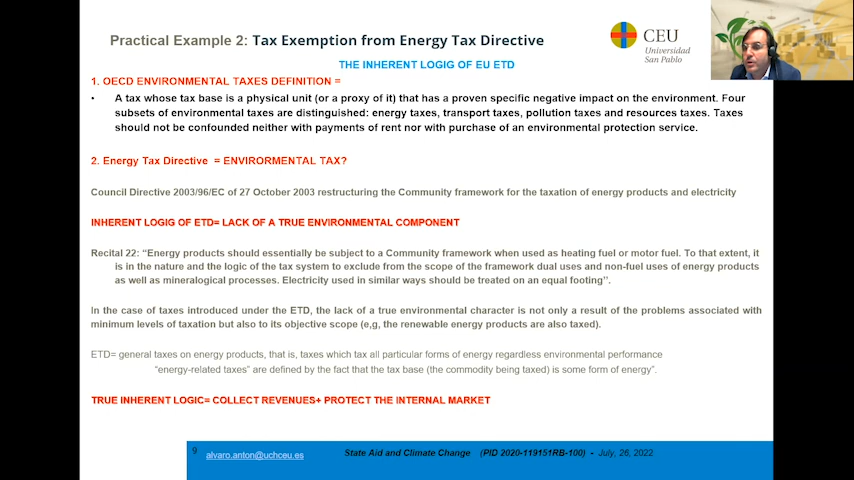 Practical Example 2: Tax Exemption from Energy Tax Directive
CEU
Universidad
San Pablo
THE INHERENT LOGIG OF EU ETD
1. OECD ENVIRONMENTAL TAXES DEFINITION =
• A tax whose tax base is a physical unit (or a proxy of it) that has a proven specific negative impact on the environment. Four
subsets of environmental taxes are distinguished: energy taxes, transport taxes, pollution taxes and resources taxes. Taxes
should not be confounded neither with payments of rent nor with purchase of an environmental protection service.
2. Energy Tax Directive = ENVIRORMENTAL TAX?
Council Directive 2003/96/EC of 27 October 2003 restructuring the Community framework for the taxation of energy products and electricity
INHERENT LOGIG OF ETD= LACK OF A TRUE ENVIRONMENTAL COMPONENT
Recital 22: “Energy products should essentially be subject to a Community framework when used as heating fuel or motor fuel. To that extent, it
is in the nature and the logic of the tax system to exclude from the scope of the framework dual uses and non-fuel uses of energy products
as well as mineralogical processes. Electricity used in similar ways should be treated on an equal footing’’.
In the case of taxes introduced under the ETD, the lack of a true environmental character is not only a result of the problems associated with
minimum levels of taxation but also to its objective scope (e,g, the renewable energy products are also taxed).
ETD= general taxes on energy products, that is, taxes which tax all particular forms of energy regardless environmental performance
“energy-related taxes” are defined by the fact that the tax base (the commodity being taxed) is some form of energy”.
TRUE INHERENT LOGIC= COLLECT REVENUES+ PROTECT THE INTERNAL MARKET
9 alvaro.anton@uchceu.es State Aid and Climate Change (PID 2020-119151RB-100) - July, 26, 2022